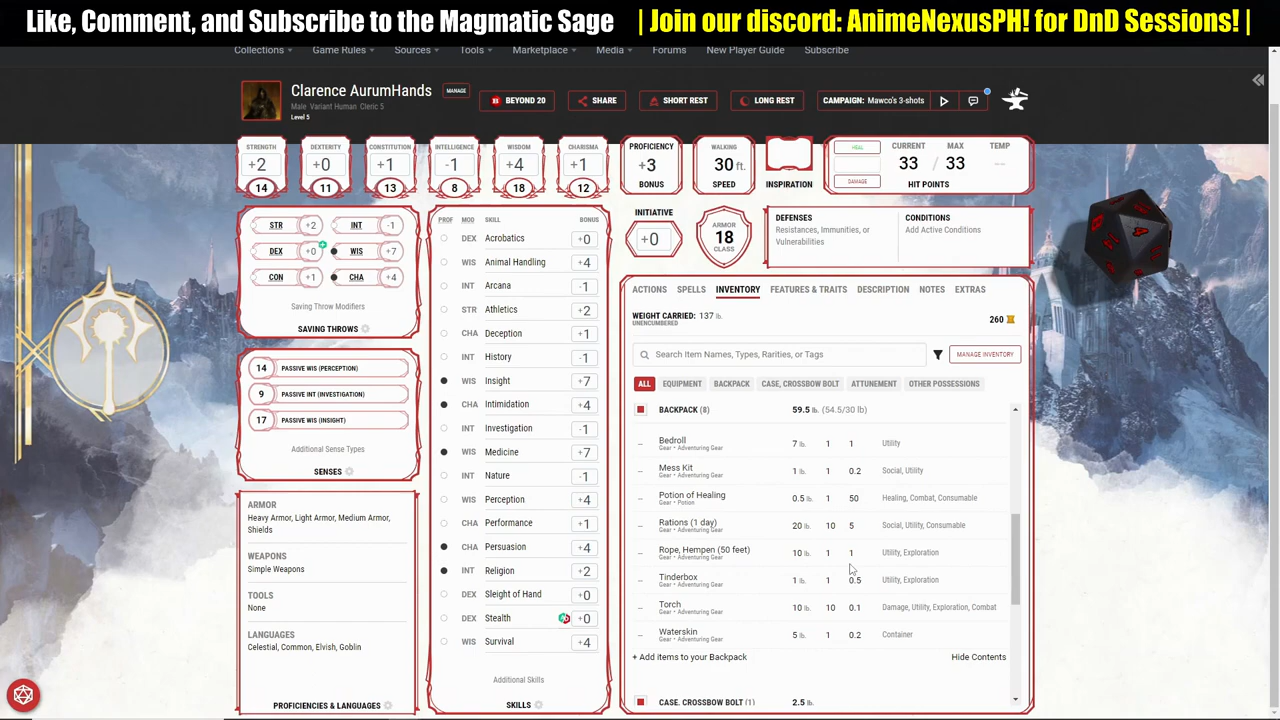 Like, Comment, and Subscribe to the Magmatic Sage | Join our discord: AnimeNexusPH! for DnD Sessions! |
Collections Game Rules Sources Tools Marketplace Media Forums New Player Guide Subscribe
Clarence AurumHands MANAGE
Male Variant Human Cleric 5
Level 5
BEYOND 20 SHARE SHORT REST LONG REST CAMPAIGN: Mawco's 3-shots
STRENGTH +2 14
DEXTERITY +0 11
CONSTITUTION +1 13
INTELLIGENCE -1 8
WISDOM +4 18
CHARISMA +1 12
PROFICIENCY +3 BONUS
WALKING 30 ft. SPEED
INSPIRATION
HEAL DAMAGE
CURRENT MAX TEMP
33 / 33 --
HIT POINTS
STR +2 INT -1
DEX +0 WIS +7
CON +1 CHA +4
Saving Throw Modifiers
SAVING THROWS
14 PASSIVE WIS (PERCEPTION)
9 PASSIVE INT (INVESTIGATION)
17 PASSIVE WIS (INSIGHT)
Additional Sense Types
SENSES
ARMOR
Heavy Armor, Light Armor, Medium Armor,
Shields
WEAPONS
Simple Weapons
TOOLS
None
LANGUAGES
Celestial, Common, Elvish, Goblin
PROFICIENCIES & LANGUAGES
PROF MOD SKILL BONUS
DEX Acrobatics +0
WIS Animal Handling +4
INT Arcana -1
STR Athletics +2
CHA Deception +1
INT History -1
WIS Insight +7
CHA Intimidation +4
INT Investigation -1
WIS Medicine +7
INT Nature -1
WIS Perception +4
CHA Performance +1
CHA Persuasion +4
INT Religion +2
DEX Sleight of Hand +0
DEX Stealth +0
WIS Survival +4
Additional Skills
SKILLS
INITIATIVE
+0
ARMOR
18
CLASS
DEFENSES
Resistances, Immunities, or
Vulnerabilities
CONDITIONS
Add Active Conditions
ACTIONS SPELLS INVENTORY FEATURES & TRAITS DESCRIPTION NOTES EXTRAS
WEIGHT CARRIED: 137 lb.
UNENCUMBERED
260
Search Item Names, Types, Rarities, or Tags
MANAGE INVENTORY
ALL EQUIPMENT BACKPACK CASE, CROSSBOW BOLT ATTUNEMENT OTHER POSSESSIONS
BACKPACK (8) 59.5 lb. (54.5/30 lb)
-- Bedroll 7 lb. 1 1 Utility
Gear • Adventuring Gear
-- Mess Kit 1 lb. 1 0.2 Social, Utility
Gear • Adventuring Gear
-- Potion of Healing 0.5 lb. 1 50 Healing, Combat, Consumable
Gear • Potion
-- Rations (1 day) 20 lb. 10 5 Social, Utility, Consumable
Gear • Adventuring Gear
-- Rope, Hempen (50 feet) 10 lb. 1 1 Utility, Exploration
Gear • Adventuring Gear
-- Tinderbox 1 lb. 1 0.5 Utility, Exploration
Gear • Adventuring Gear
-- Torch 10 lb. 10 0.1 Damage, Utility, Exploration, Combat
Gear • Adventuring Gear
-- Waterskin 5 lb. 1 0.2 Container
Gear • Adventuring Gear
+ Add items to your Backpack Hide Contents
CASE, CROSSBOW BOLT (1) 2.5 lb.